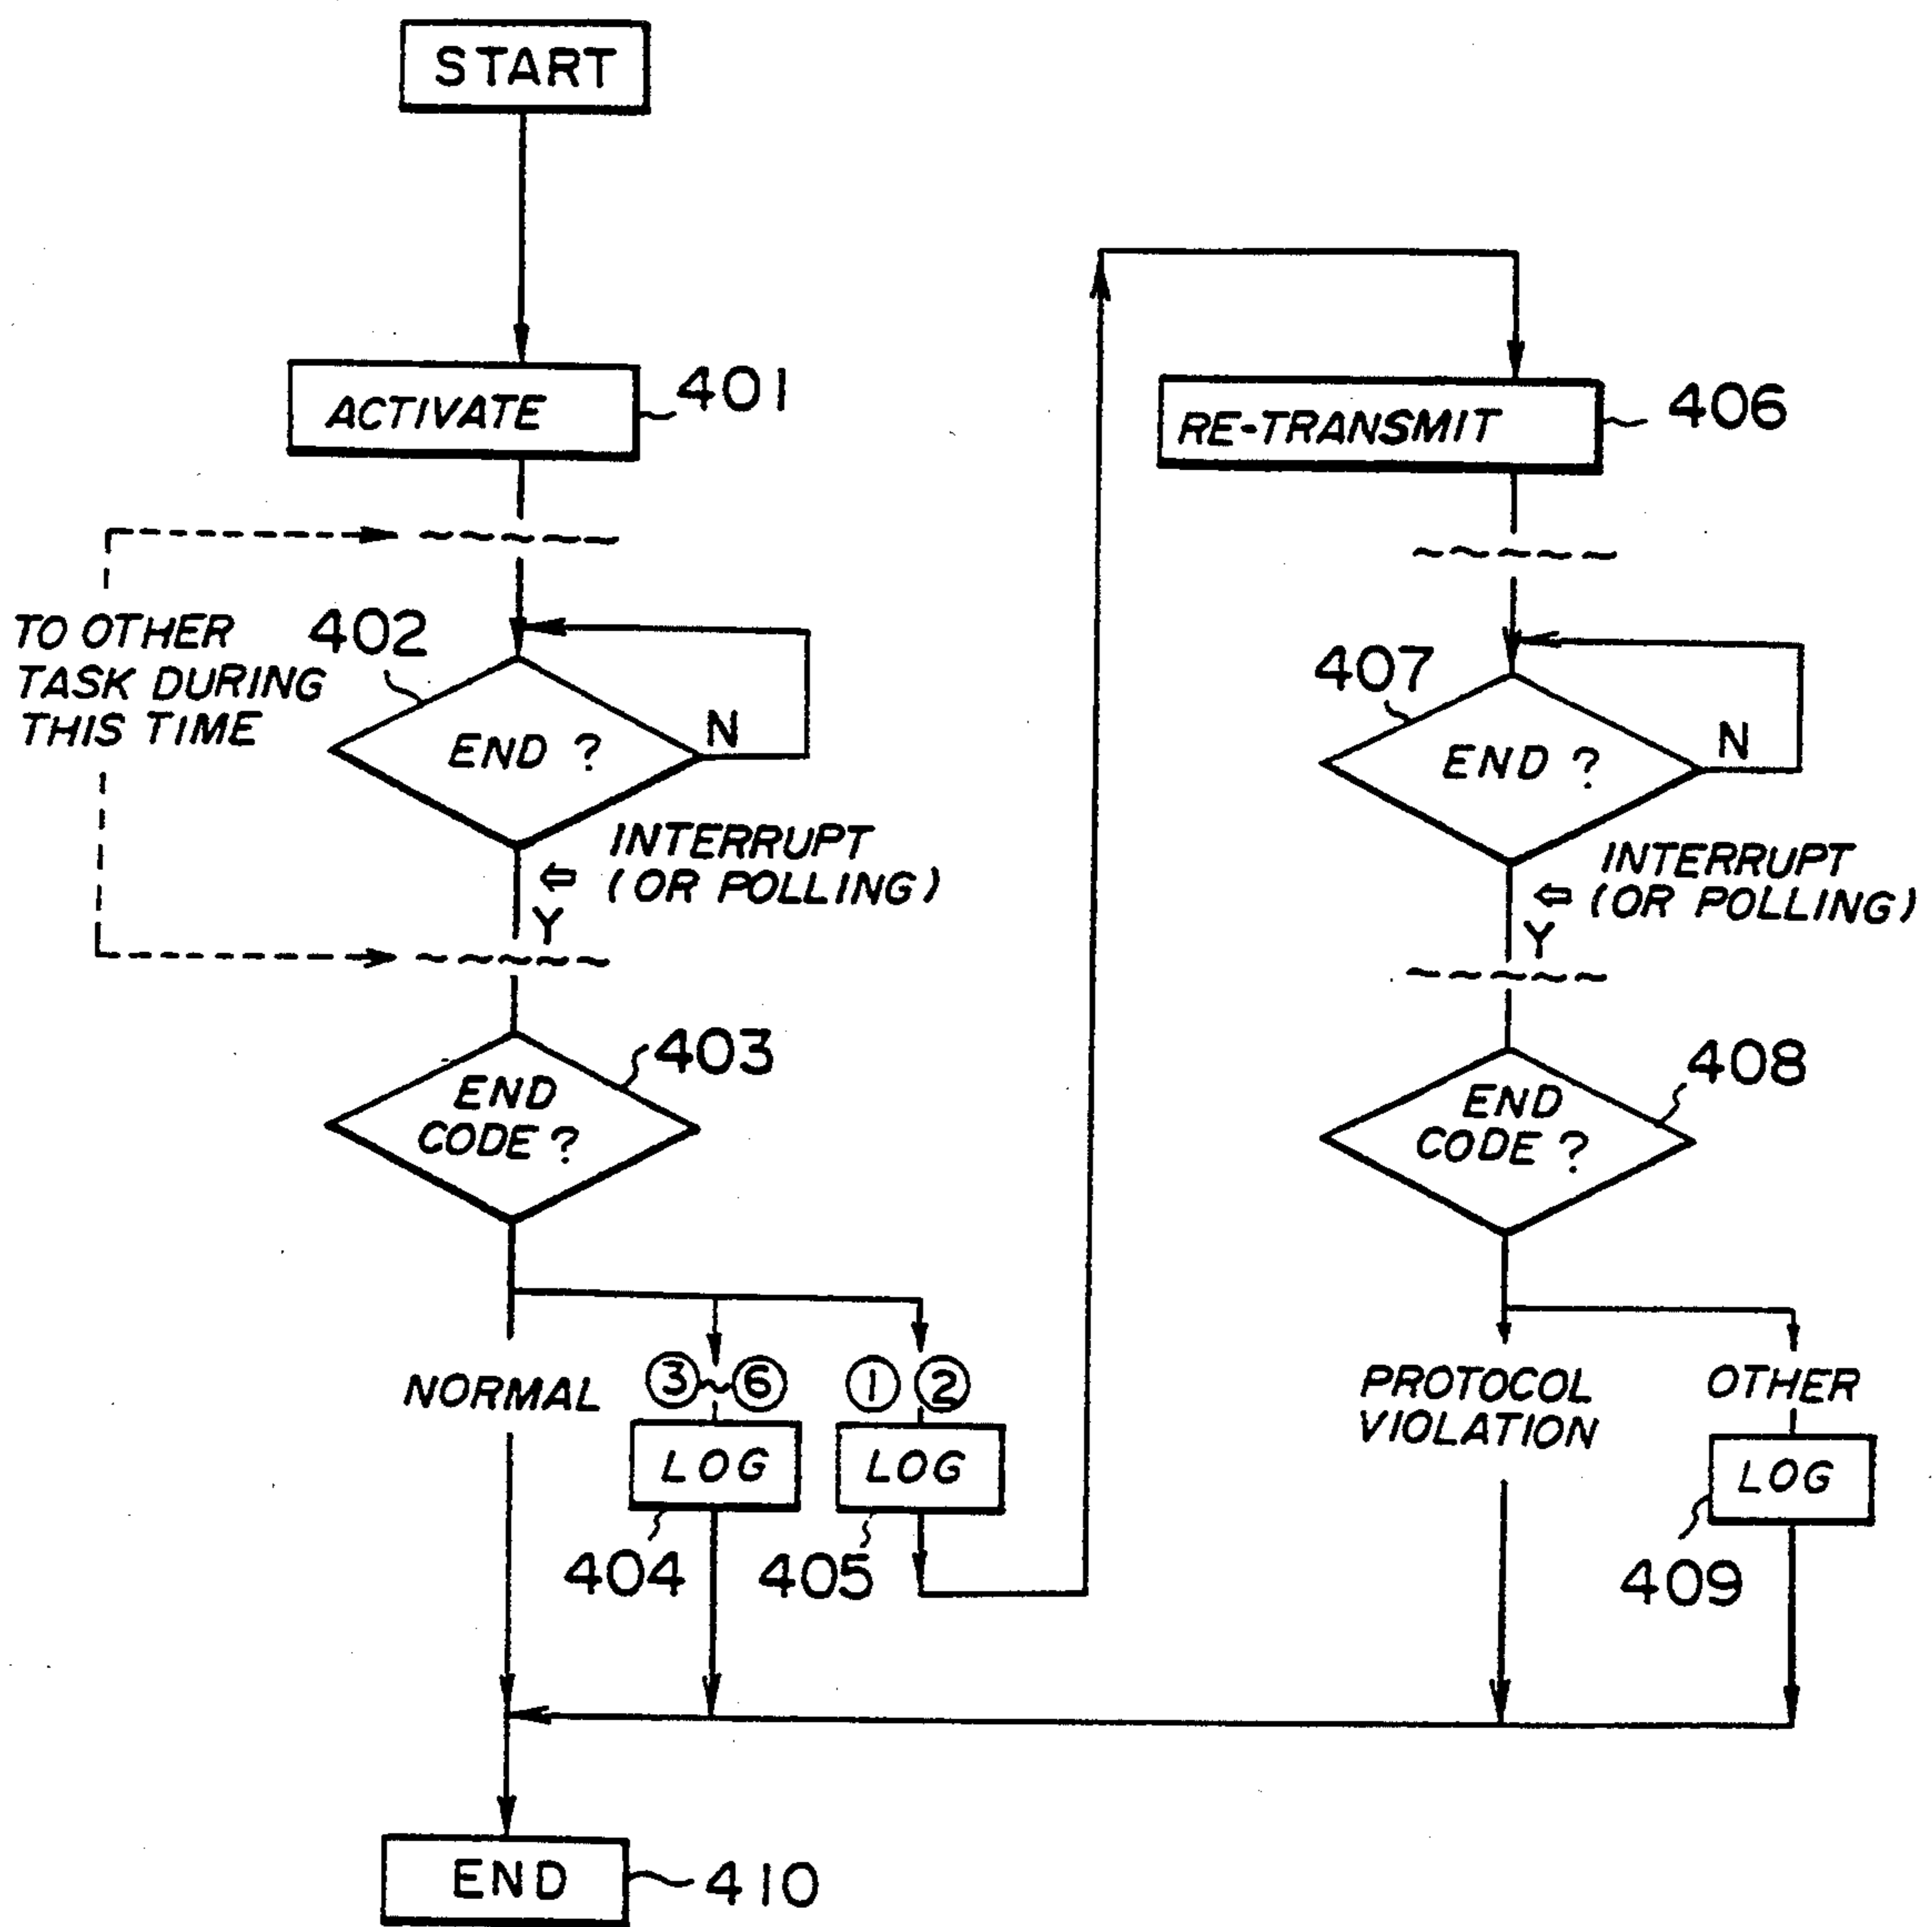 START
ACTIVATE
401
TO OTHER
TASK DURING
THIS TIME
402
END ?
N
INTERRUPT
(OR POLLING)
⇦
Y
403
END
CODE ?
NORMAL
③~⑥
LOG
404
① ②
LOG
405
RE-TRANSMIT
406
407
END ?
N
INTERRUPT
⇦ (OR POLLING)
Y
408
END
CODE ?
PROTOCOL
VIOLATION
OTHER
LOG
409
END
410